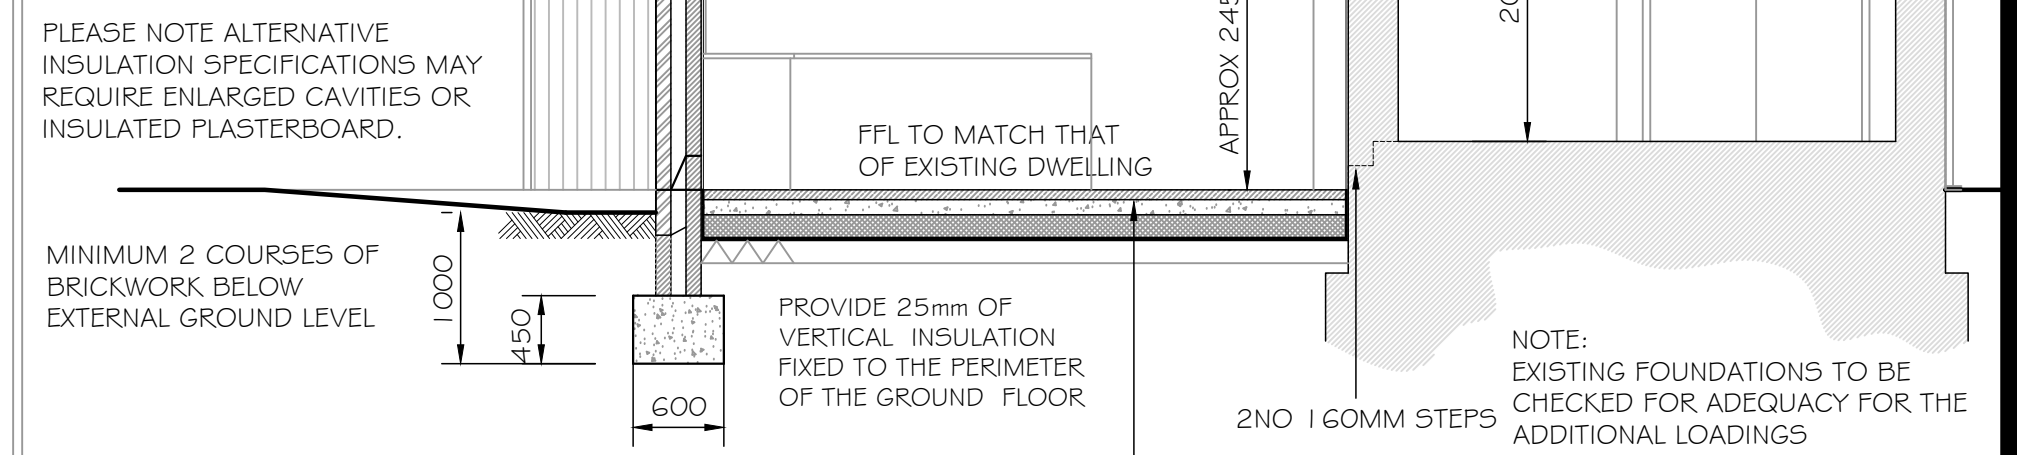 PLEASE NOTE ALTERNATIVE
INSULATION SPECIFICATIONS MAY
REQUIRE ENLARGED CAVITIES OR
INSULATED PLASTERBOARD.
FFL TO MATCH THAT
OF EXISTING DWELLING
APPROX 245
20
MINIMUM 2 COURSES OF
BRICKWORK BELOW
EXTERNAL GROUND LEVEL
1000
450
600
PROVIDE 25mm OF
VERTICAL INSULATION
FIXED TO THE PERIMETER
OF THE GROUND FLOOR
2NO 160MM STEPS
NOTE:
EXISTING FOUNDATIONS TO BE
CHECKED FOR ADEQUACY FOR THE
ADDITIONAL LOADINGS